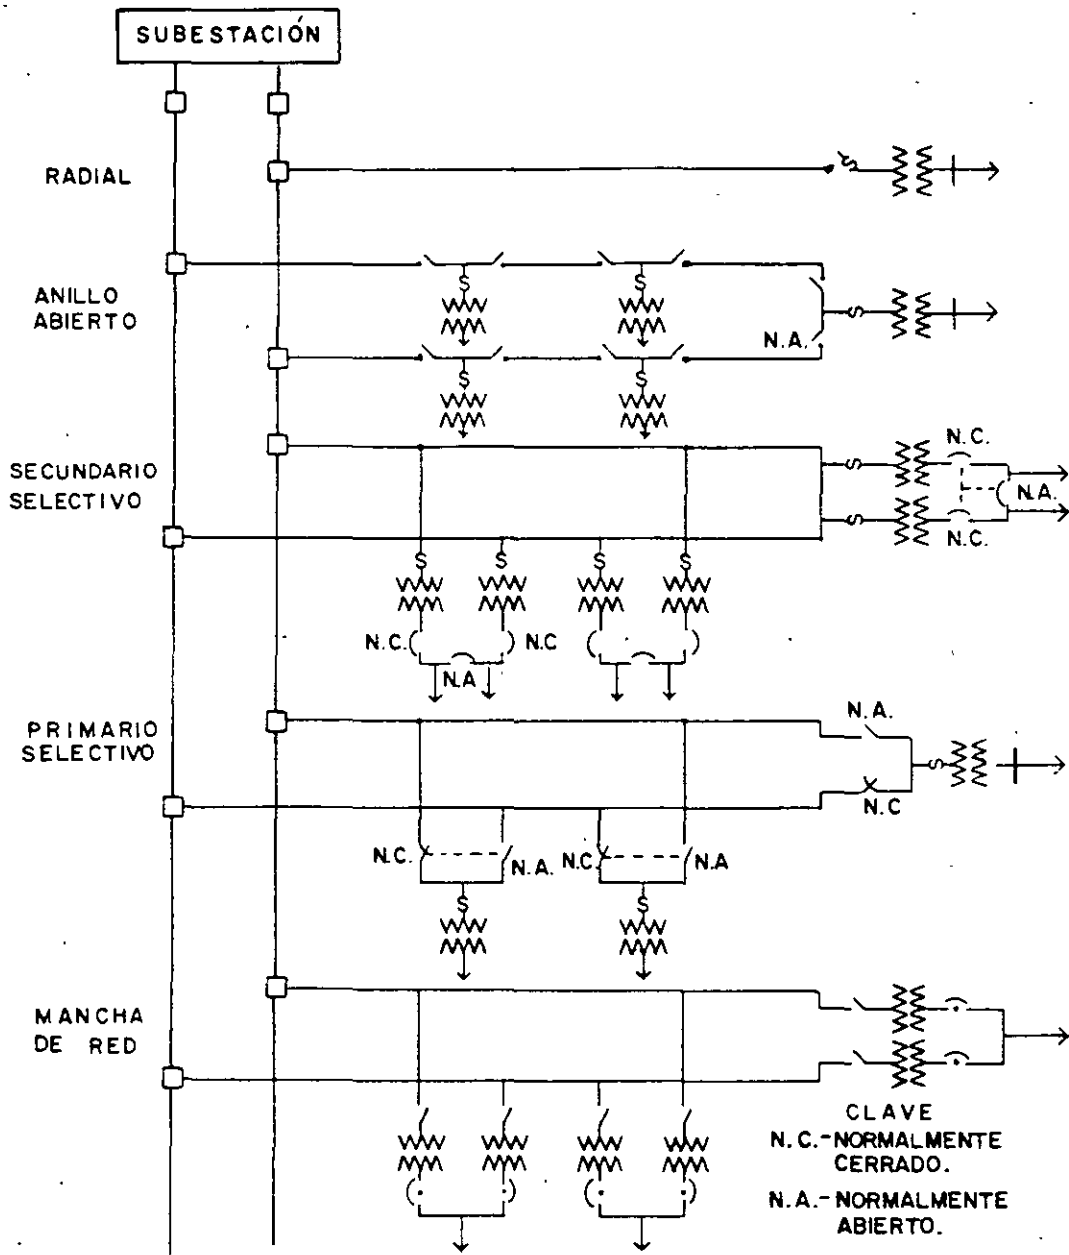 SUBESTACIÓN
RADIAL
ANILLO
ABIERTO
S
S
S
N.A.
S
S
S
S
SECUNDARIO
SELECTIVO
S
N.C.
N.A.
S
N.C.
S
S
S
S
N.C.
N.C
N.A
PRIMARIO
SELECTIVO
N.A.
S
N.C
N.C.
N.A.
N.C.
N.A
S
S
MANCHA
DE RED
CLAVE
N.C.-NORMALMENTE
CERRADO.
N.A.-NORMALMENTE
ABIERTO.